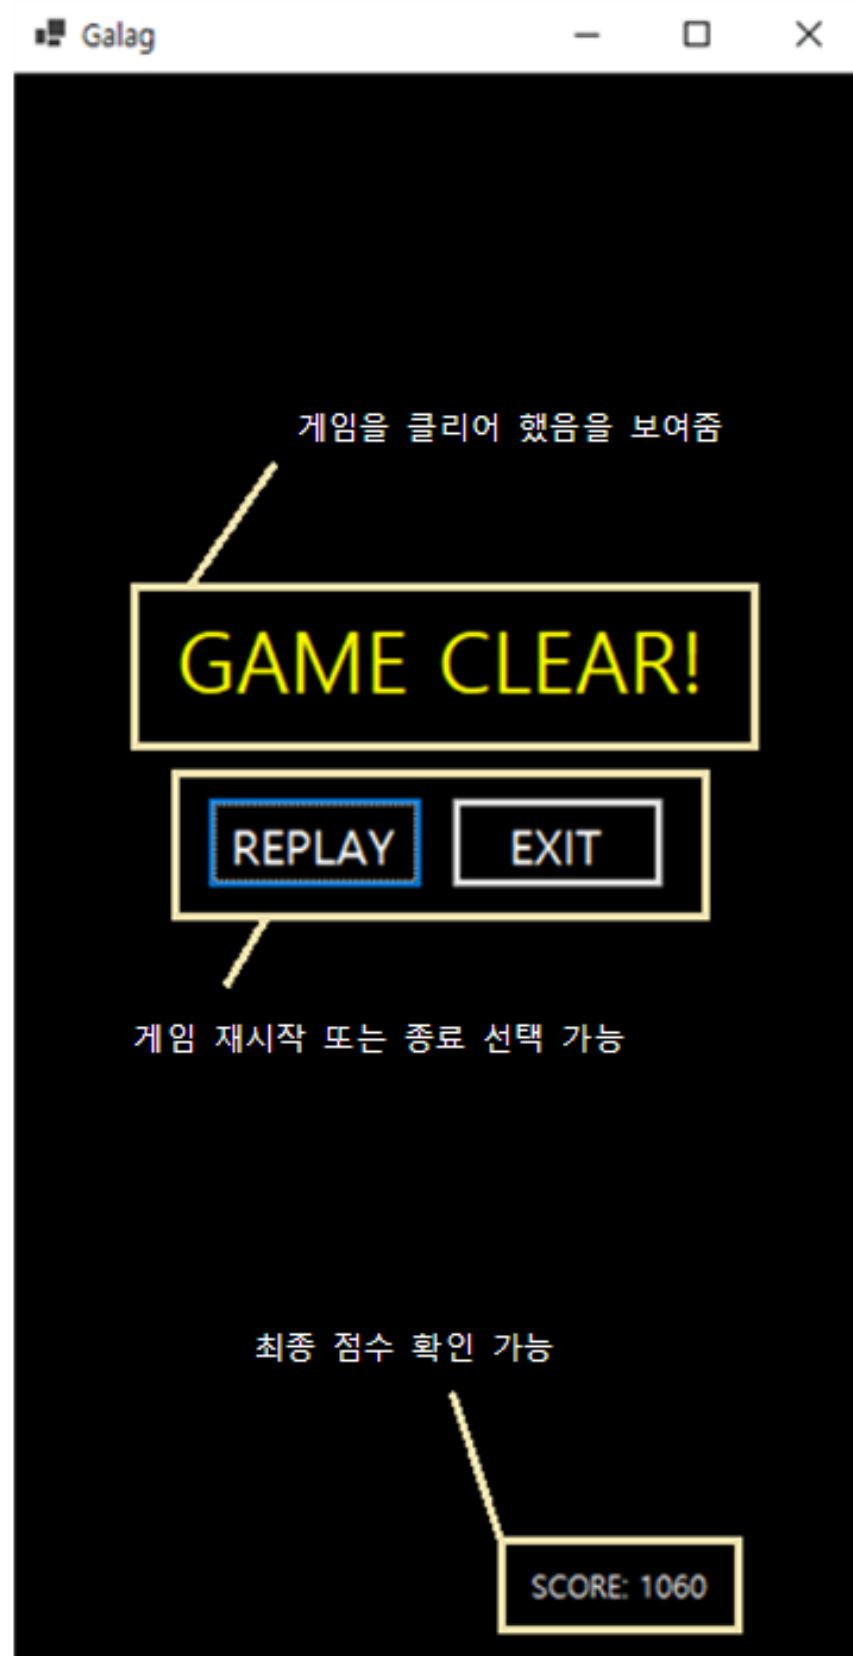 Galag
게임을 클리어 했음을 보여줌
GAME CLEAR!
REPLAY EXIT
게임 재시작 또는 종료 선택 가능
최종 점수 확인 가능
SCORE: 1060